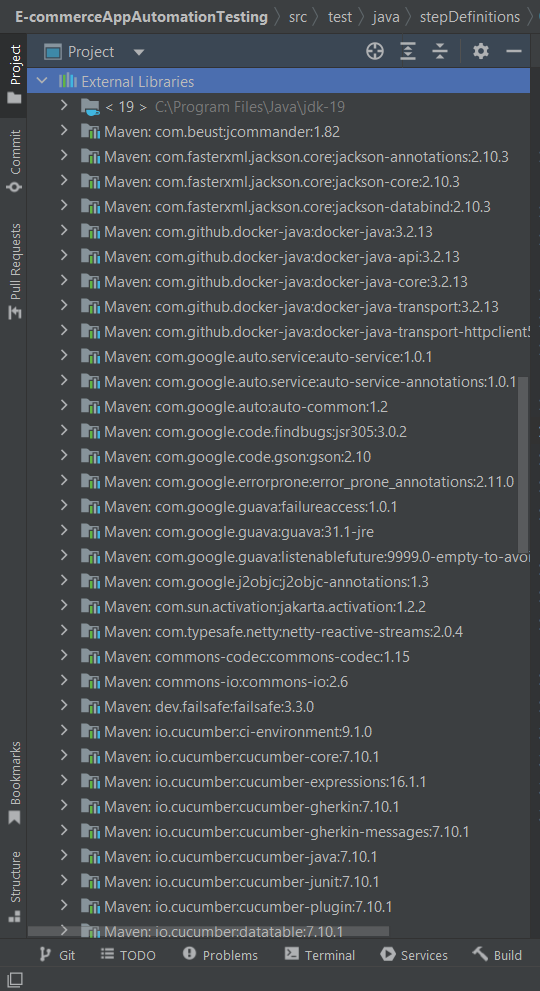 E-commerceAppAutomationTesting > src > test > java > stepDefinitions >
Project
Project
External Libraries
< 19 > C:\Program Files\Java\jdk-19
Maven: com.beust:jcommander:1.82
Maven: com.fasterxml.jackson.core:jackson-annotations:2.10.3
Maven: com.fasterxml.jackson.core:jackson-core:2.10.3
Maven: com.fasterxml.jackson.core:jackson-databind:2.10.3
Maven: com.github.docker-java:docker-java:3.2.13
Maven: com.github.docker-java:docker-java-api:3.2.13
Maven: com.github.docker-java:docker-java-core:3.2.13
Maven: com.github.docker-java:docker-java-transport:3.2.13
Maven: com.github.docker-java:docker-java-transport-httpclient5
Maven: com.google.auto.service:auto-service:1.0.1
Maven: com.google.auto.service:auto-service-annotations:1.0.1
Maven: com.google.auto:auto-common:1.2
Maven: com.google.code.findbugs:jsr305:3.0.2
Maven: com.google.code.gson:gson:2.10
Maven: com.google.errorprone:error_prone_annotations:2.11.0
Maven: com.google.guava:failureaccess:1.0.1
Maven: com.google.guava:guava:31.1-jre
Maven: com.google.guava:listenablefuture:9999.0-empty-to-avoi
Maven: com.google.j2objc:j2objc-annotations:1.3
Maven: com.sun.activation:jakarta.activation:1.2.2
Maven: com.typesafe.netty:netty-reactive-streams:2.0.4
Maven: commons-codec:commons-codec:1.15
Maven: commons-io:commons-io:2.6
Maven: dev.failsafe:failsafe:3.3.0
Maven: io.cucumber:ci-environment:9.1.0
Maven: io.cucumber:cucumber-core:7.10.1
Maven: io.cucumber:cucumber-expressions:16.1.1
Maven: io.cucumber:cucumber-gherkin:7.10.1
Maven: io.cucumber:cucumber-gherkin-messages:7.10.1
Maven: io.cucumber:cucumber-java:7.10.1
Maven: io.cucumber:cucumber-junit:7.10.1
Maven: io.cucumber:cucumber-plugin:7.10.1
Maven: io.cucumber:datatable:7.10.1
Commit
Pull Requests
Bookmarks
Structure
Git TODO Problems Terminal Services Build